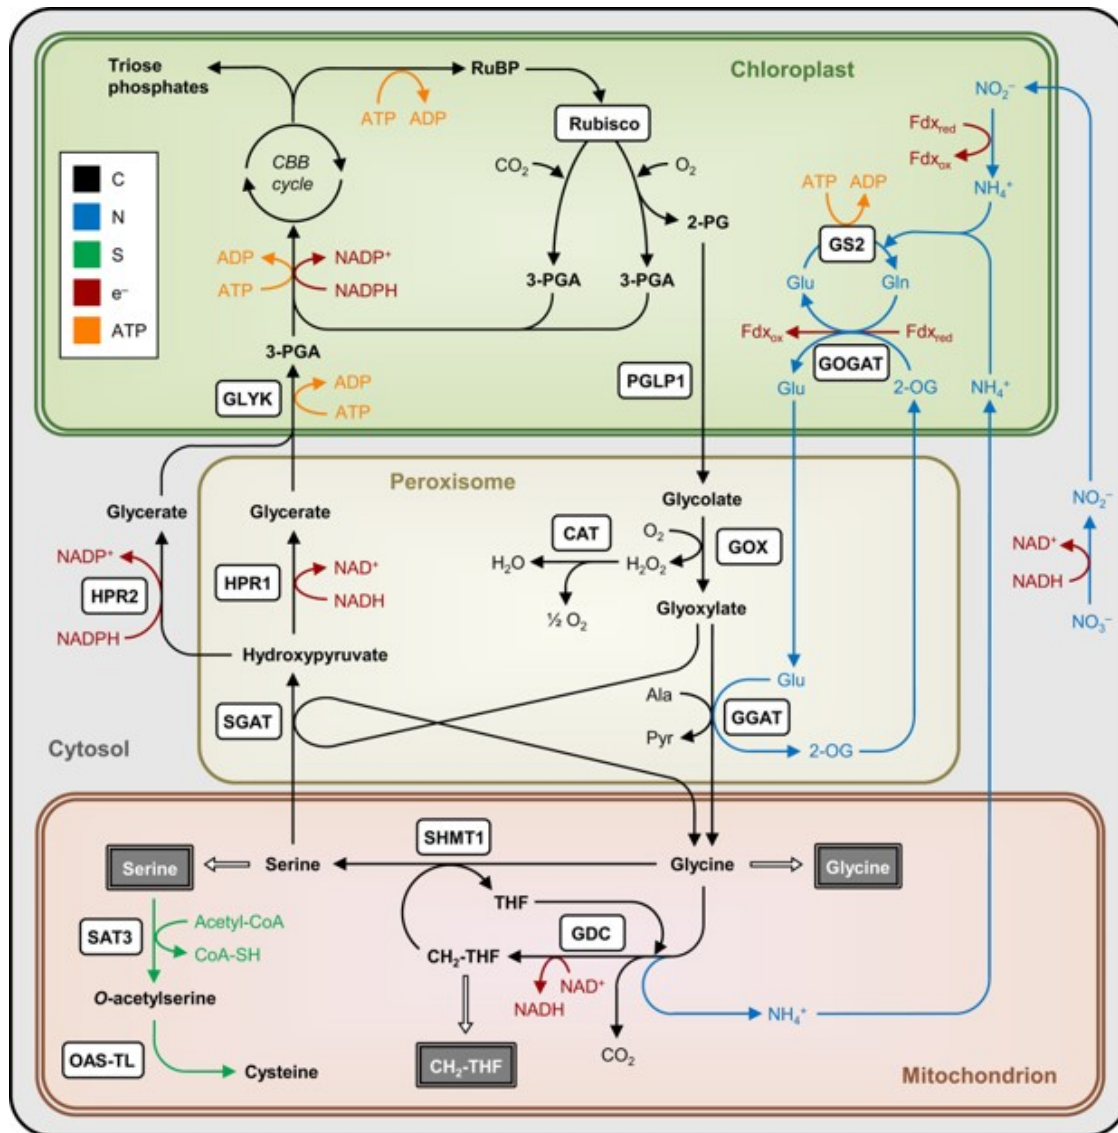 Chloroplast
Triose
phosphates
RuBP
ATP
ADP
Rubisco
CBB
cycle
CO₂
O₂
2-PG
3-PGA
3-PGA
ADP
ATP
NADP⁺
NADPH
3-PGA
GLYK
ADP
ATP
PGLP1
C
N
S
e⁻
ATP
NO₂⁻
Fdxred
Fdxox
NH₄⁺
ATP
ADP
GS2
Glu
Gln
Fdxox
Fdxred
GOGAT
Glu
2-OG
NH₄⁺
Peroxisome
Glycerate
Glycerate
NADP⁺
HPR2
NADPH
HPR1
NAD⁺
NADH
Hydroxypyruvate
SGAT
Glycolate
O₂
GOX
CAT
H₂O
H₂O₂
½ O₂
Glyoxylate
Ala
Pyr
Glu
GGAT
2-OG
NO₂⁻
NAD⁺
NADH
NO₃⁻
Cytosol
SHMT1
Serine
Serine
Glycine
Glycine
THF
GDC
CH₂-THF
NAD⁺
NADH
CO₂
NH₄⁺
CH₂-THF
SAT3
Acetyl-CoA
CoA-SH
O-acetylserine
OAS-TL
Cysteine
Mitochondrion